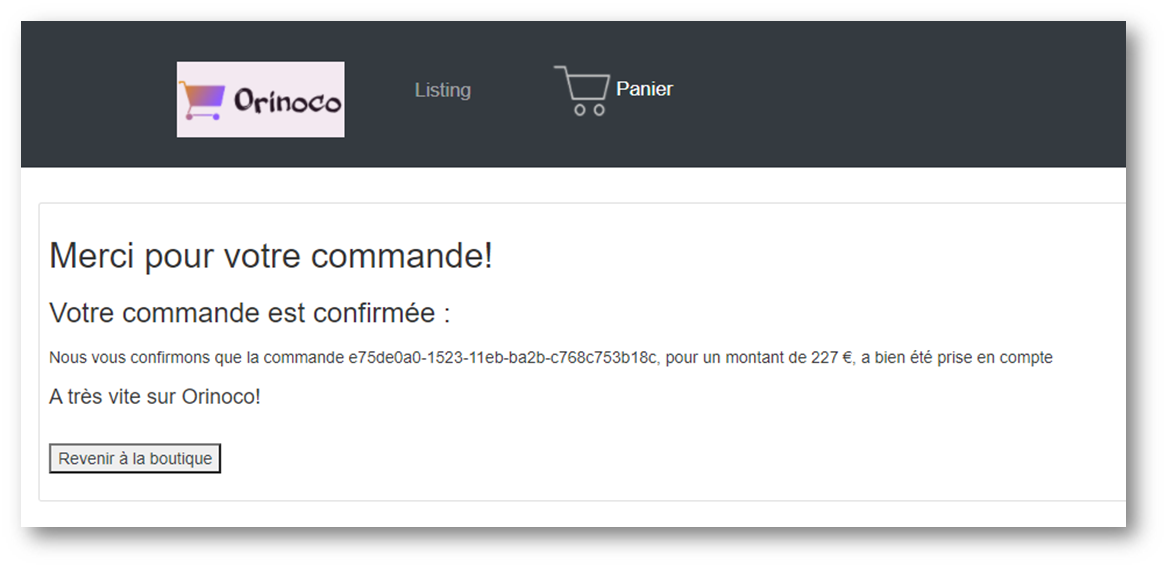 Orinoco
Listing
Panier
Merci pour votre commande!
Votre commande est confirmée :
Nous vous confirmons que la commande e75de0a0-1523-11eb-ba2b-c768c753b18c, pour un montant de 227 €, a bien été prise en compte
A très vite sur Orinoco!
Revenir à la boutique